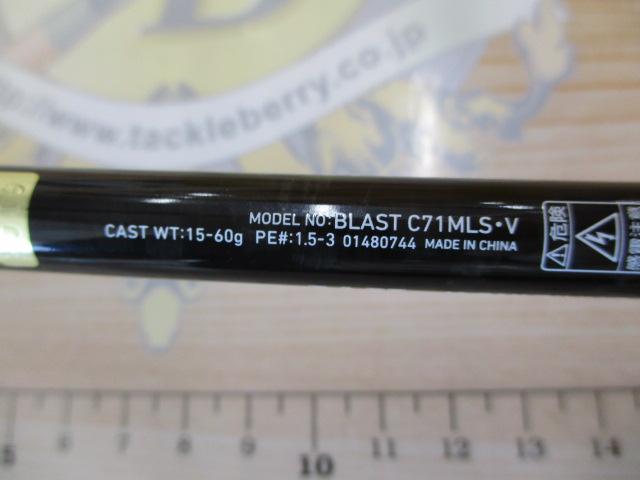 http://www.tackleberry.co.jp
MODEL NO:BLAST C71MLS・V
CAST WT:15-60g PE#:1.5-3 01480744 MADE IN CHINA
危険
5 6 7 8 9 10 11 12 13 14